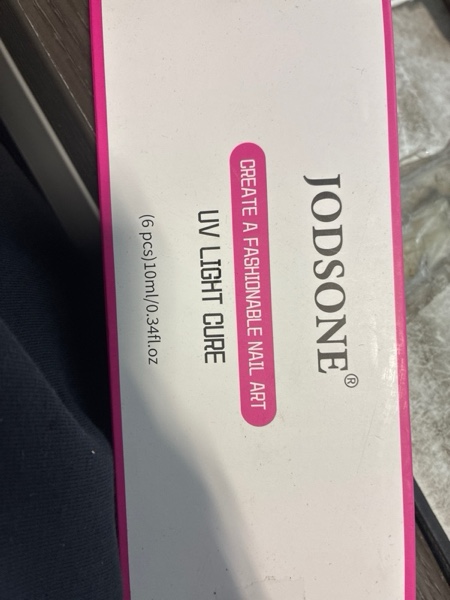 JODSONE®
CREATE A FASHIONABLE NAIL ART
UV LIGHT CURE
(6 pcs)10ml/0.34fl.oz